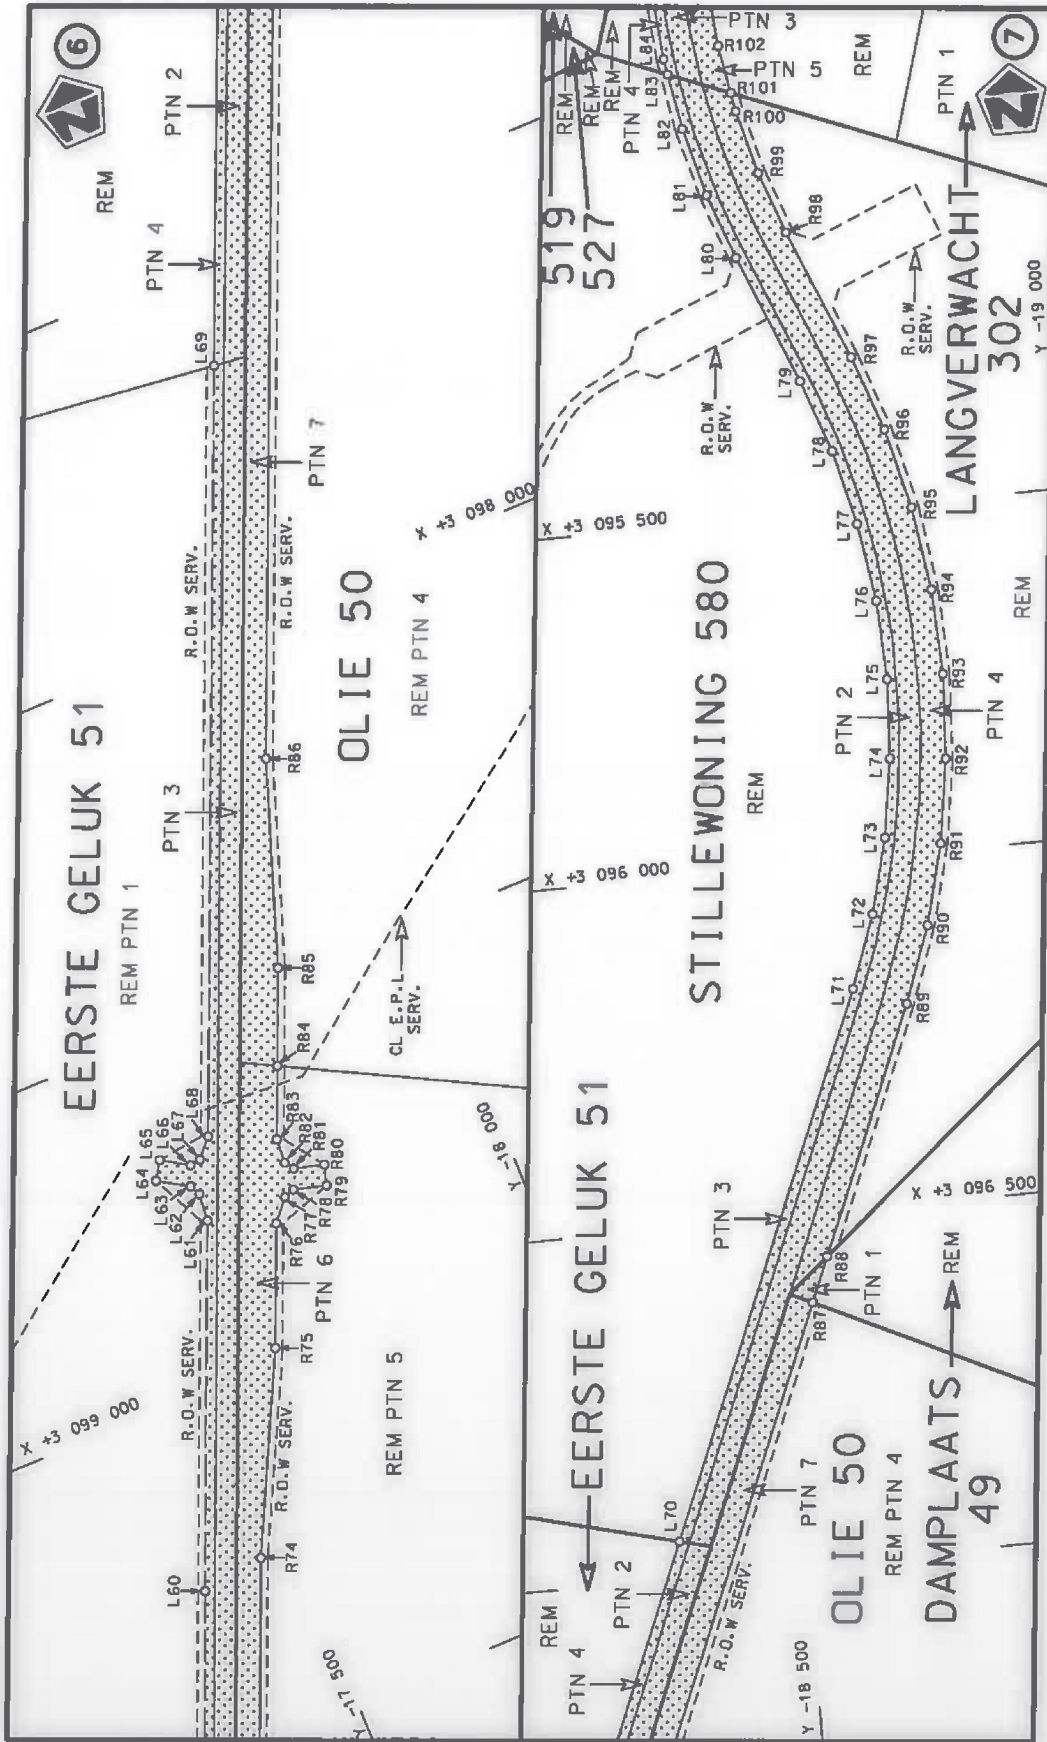 6
REM
PTN 2
PTN 4
L69
PTN 7
R.O.W SERV.
R.O.W SERV.
X +3 098 000
EERSTE GELUK 51
REM PTN 1
OLIE 50
REM PTN 4
PTN 3
R86
R85
R84
CL E.P.L
SERV.
L68
L67
L66
L65
L64
L63
L62
L61
R83
R82
R81
R80
R79
R78
R77
R76
PTN 6
R75
R.O.W SERV.
R.O.W SERV.
X +3 099 000
REM PTN 5
L60
R74
Y -17 500
Y -18 000
7
PTN 3
R102
PTN 5
REM
PTN 1
L84
L83
R101
R100
REM
REM
REM
PTN 4
L82
R99
L81
R98
L80
519
527
R.O.W
SERV.
LANGVERWACHT
302
Y -19 000
R97
L79
R.O.W
SERV.
L78
R96
L77
R95
X +3 095 500
L76
R94
REM
STILLEWONING 580
REM
L75
R93
PTN 2
PTN 4
L74
R92
L73
R91
X +3 096 000
L72
R90
L71
R89
X +3 096 500
EERSTE GELUK 51
PTN 3
R88
R87
PTN 1
REM
DAMPLAATS
49
OLIE 50
REM PTN 4
PTN 7
L70
R.O.W SERV.
PTN 2
REM
PTN 4
Y -18 500